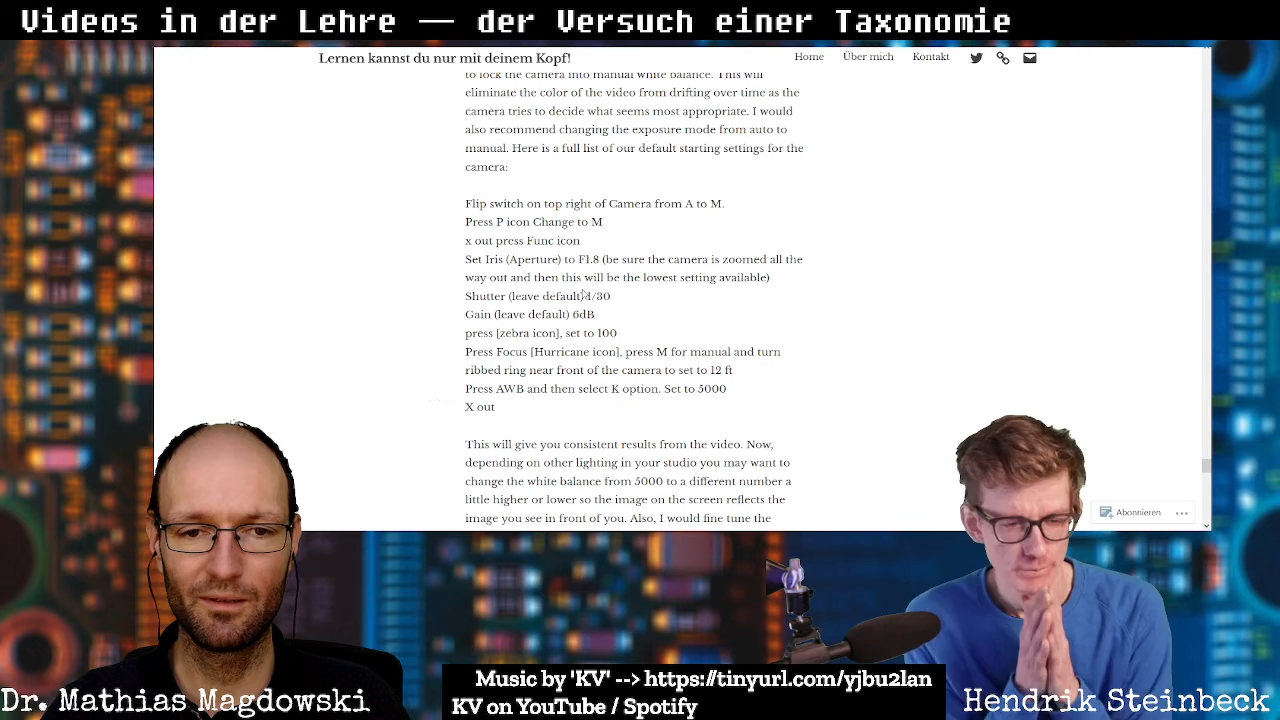 Videos in der Lehre — der Versuch einer Taxonomie
Lernen kannst du nur mit deinem Kopf!
Home Über mich Kontakt
to lock the camera into manual white balance. This will
eliminate the color of the video from drifting over time as the
camera tries to decide what seems most appropriate. I would
also recommend changing the exposure mode from auto to
manual. Here is a full list of our default starting settings for the
camera:
Flip switch on top right of Camera from A to M.
Press P icon Change to M
x out press Func icon
Set Iris (Aperture) to F1.8 (be sure the camera is zoomed all the
way out and then this will be the lowest setting available)
Shutter (leave default) 1/30
Gain (leave default) 6dB
press [zebra icon], set to 100
Press Focus [Hurricane icon], press M for manual and turn
ribbed ring near front of the camera to set to 12 ft
Press AWB and then select K option. Set to 5000
X out
This will give you consistent results from the video. Now,
depending on other lighting in your studio you may want to
change the white balance from 5000 to a different number a
little higher or lower so the image on the screen reflects the
image you see in front of you. Also, I would fine tune the
Abonnieren
Music by 'KV' --> https://tinyurl.com/yjbu2lan
KV on YouTube / Spotify
Dr. Mathias Magdowski
Hendrik Steinbeck